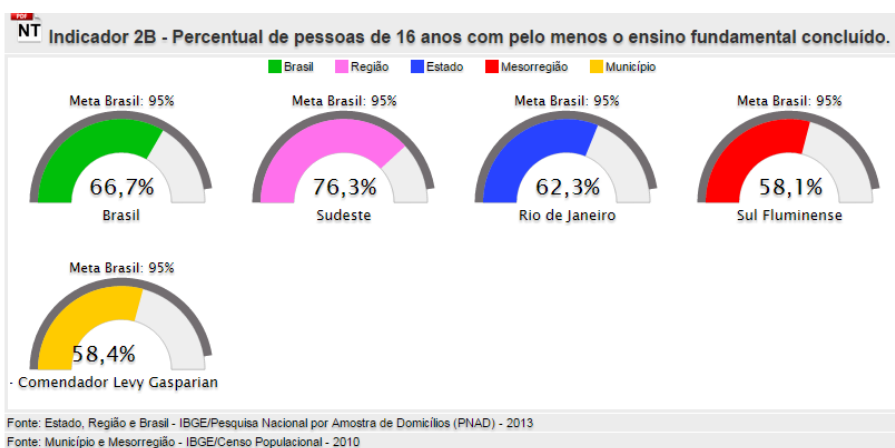 PDF
NT Indicador 2B - Percentual de pessoas de 16 anos com pelo menos o ensino fundamental concluído.
Brasil Região Estado Mesorregião Município
Meta Brasil: 95% Meta Brasil: 95% Meta Brasil: 95% Meta Brasil: 95%
66,7% 76,3% 62,3% 58,1%
Brasil Sudeste Rio de Janeiro Sul Fluminense
Meta Brasil: 95%
58,4%
- Comendador Levy Gasparian
Fonte: Estado, Região e Brasil - IBGE/Pesquisa Nacional por Amostra de Domicílios (PNAD) - 2013
Fonte: Município e Mesorregião - IBGE/Censo Populacional - 2010